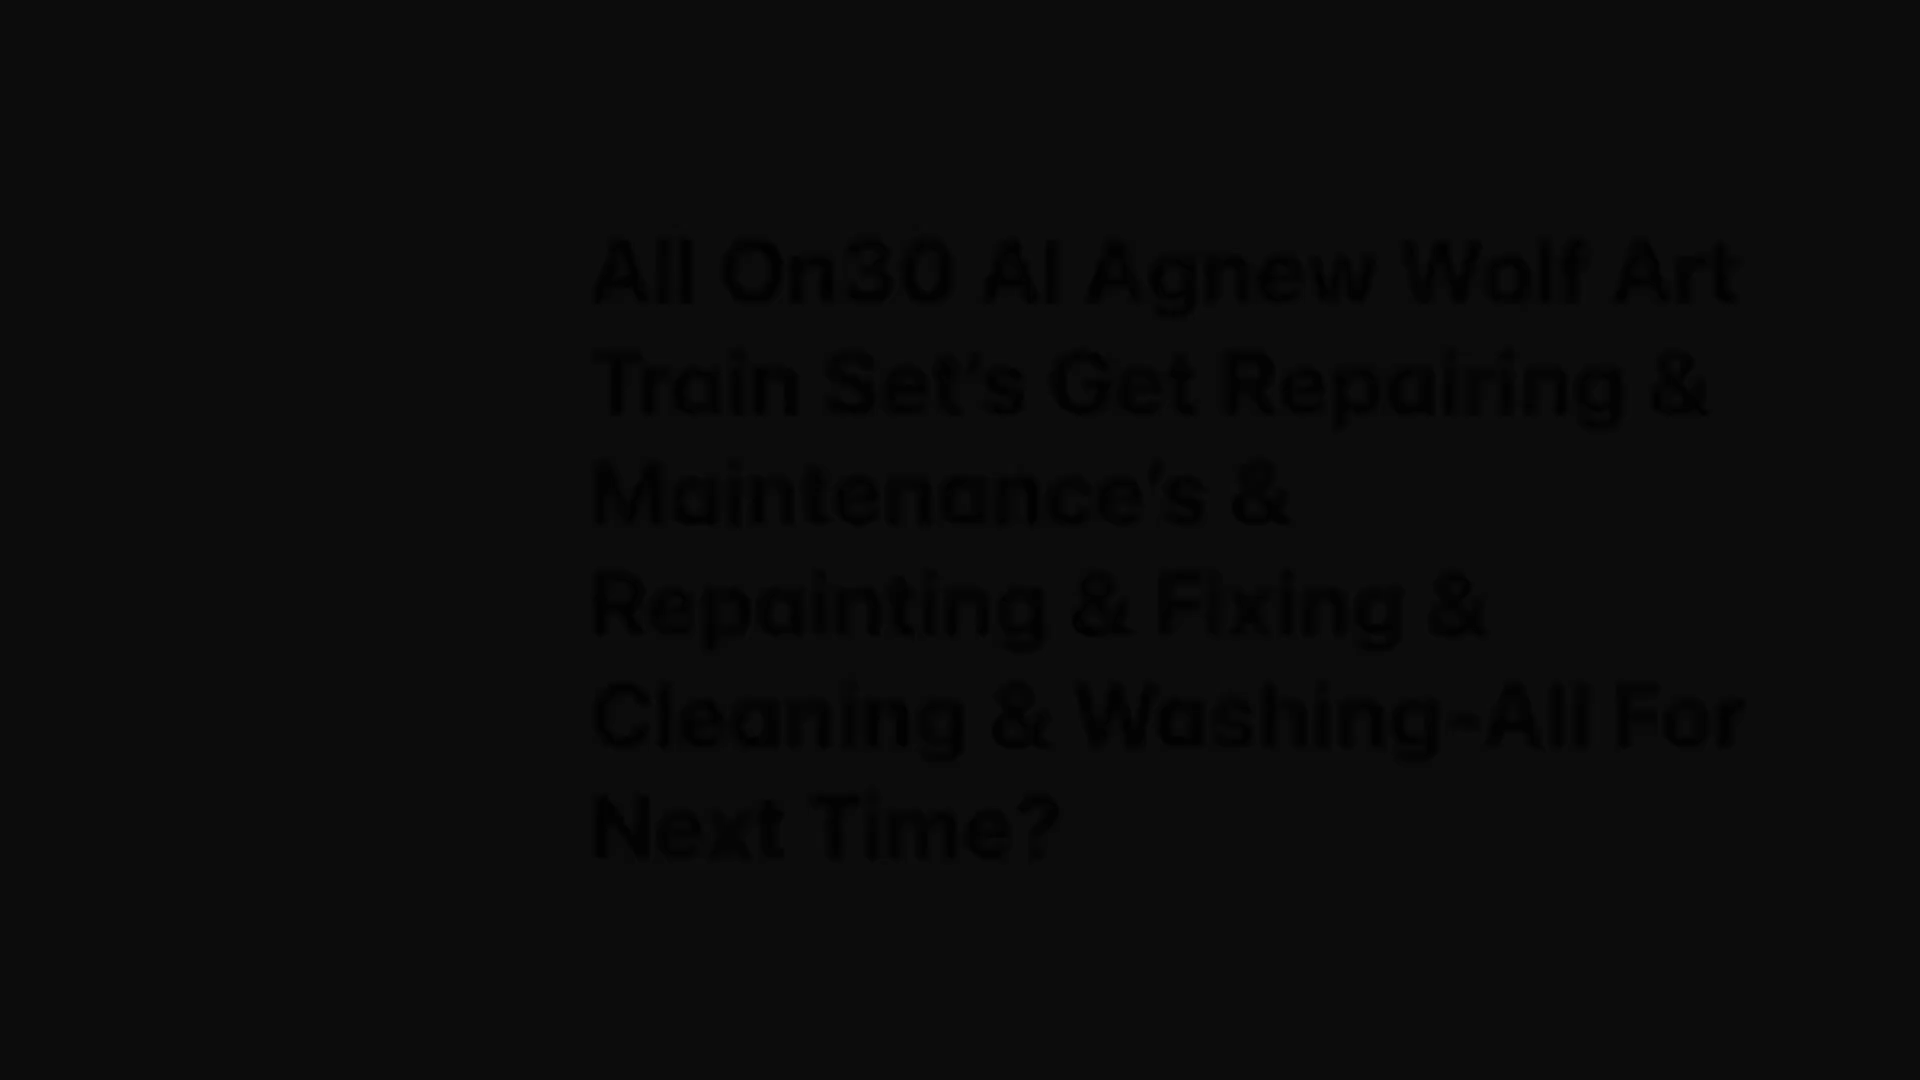 All On30 Al Agnew Wolf Art
Train Set’s Get Repairing &
Maintenance’s &
Repainting & Fixing &
Cleaning & Washing-All For
Next Time?